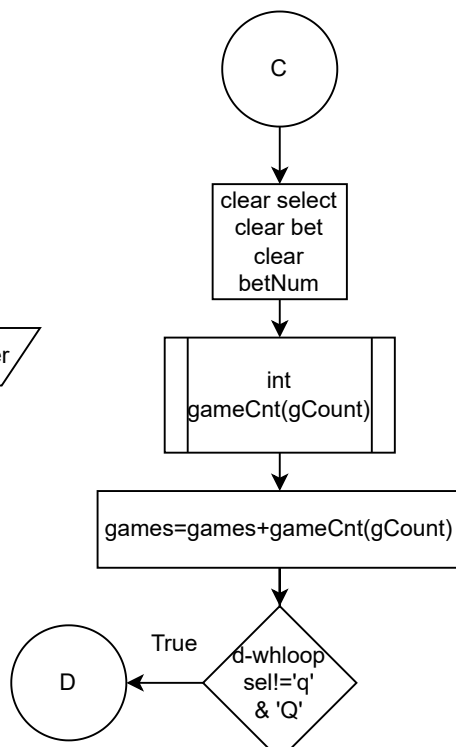 C
clear select
clear bet
clear
betNum
int
gameCnt(gCount)
games=games+gameCnt(gCount)
True
D
d-whloop
sel!='q'
& 'Q'